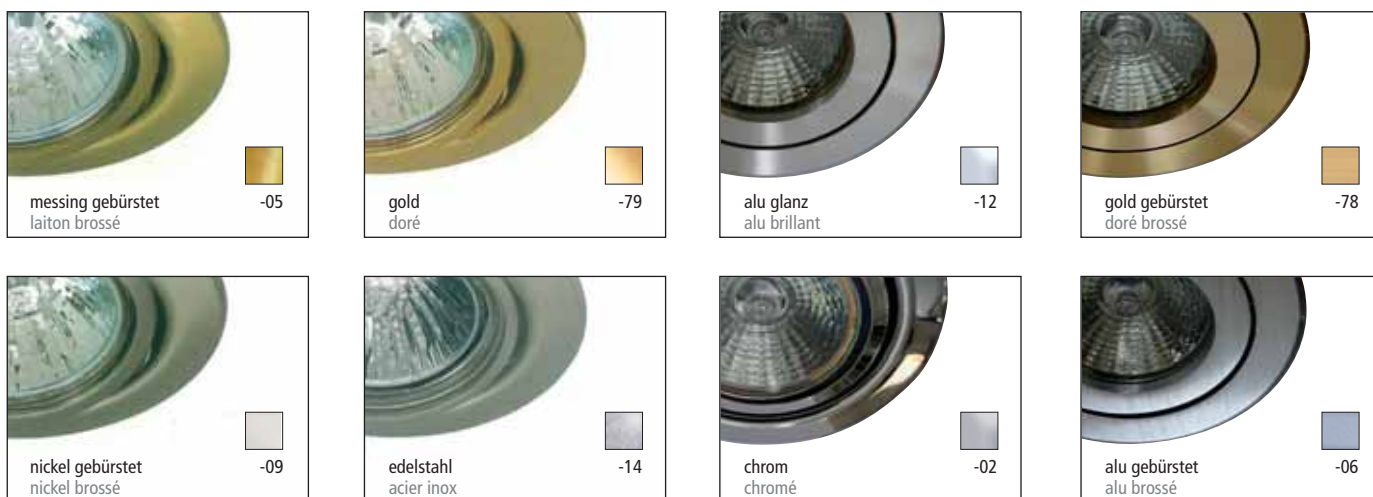 messing gebürstet -05
laiton brossé
gold -79
doré
alu glanz -12
alu brillant
gold gebürstet -78
doré brossé
nickel gebürstet -09
nickel brossé
edelstahl -14
acier inox
chrom -02
chromé
alu gebürstet -06
alu brossé